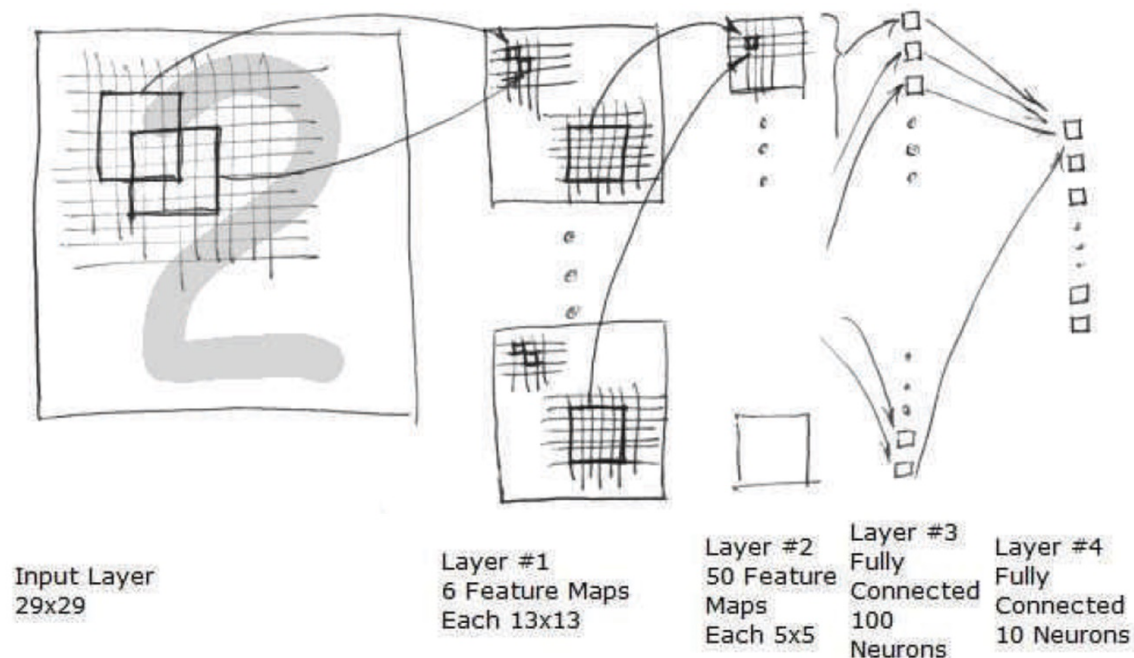 2
Input Layer
29x29
Layer #1
6 Feature Maps
Each 13x13
Layer #2
50 Feature
Maps
Each 5x5
Layer #3
Fully
Connected
100
Neurons
Layer #4
Fully
Connected
10 Neurons